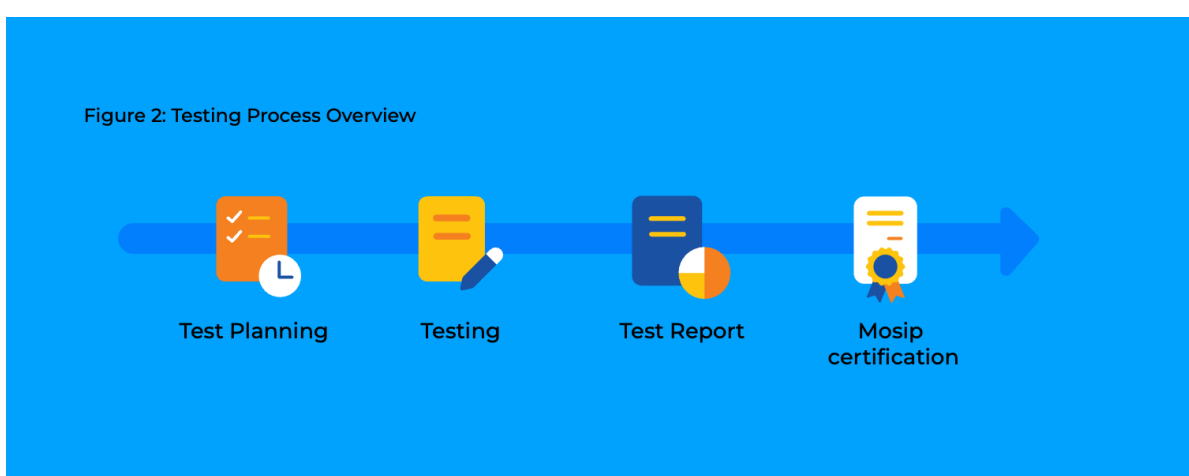 Figure 2: Testing Process Overview
Test Planning
Testing
Test Report
Mosip
certification